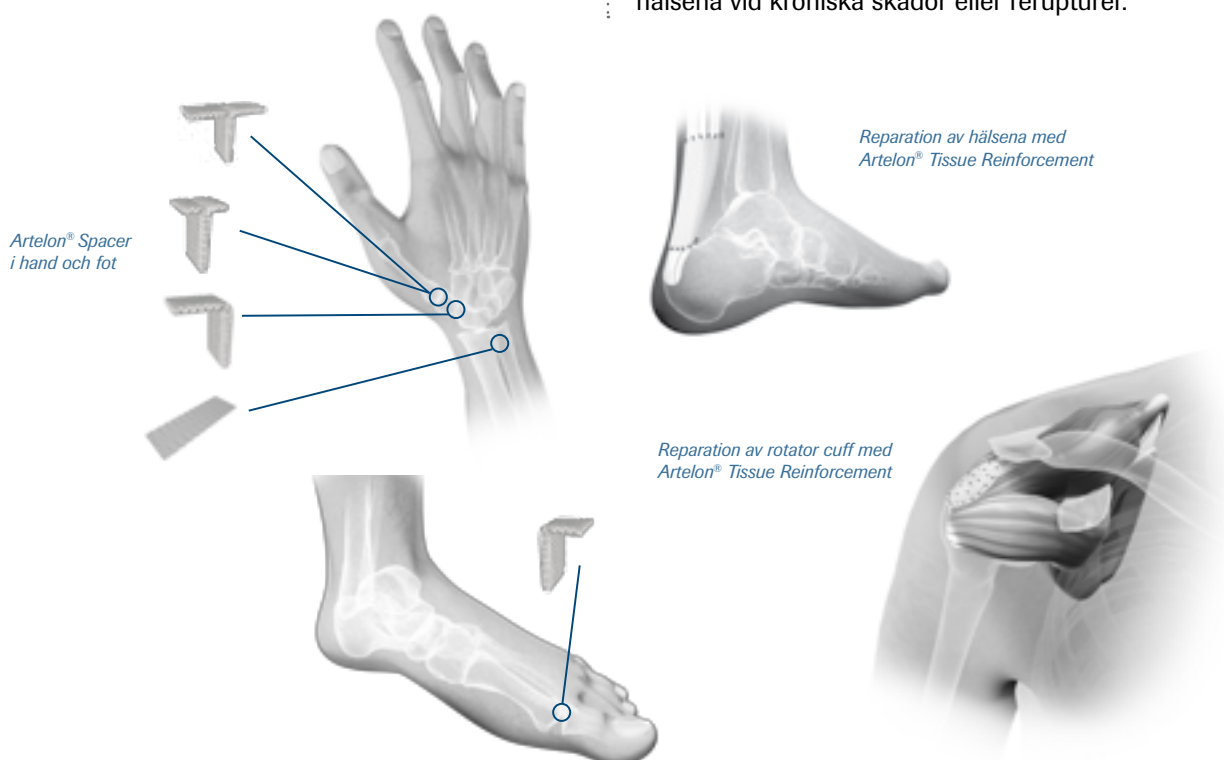 hälsena vid kroniska skador eller rerupturer.
Reparation av hälsena med
Artelon® Tissue Reinforcement
Artelon® Spacer
i hand och fot
Reparation av rotator cuff med
Artelon® Tissue Reinforcement